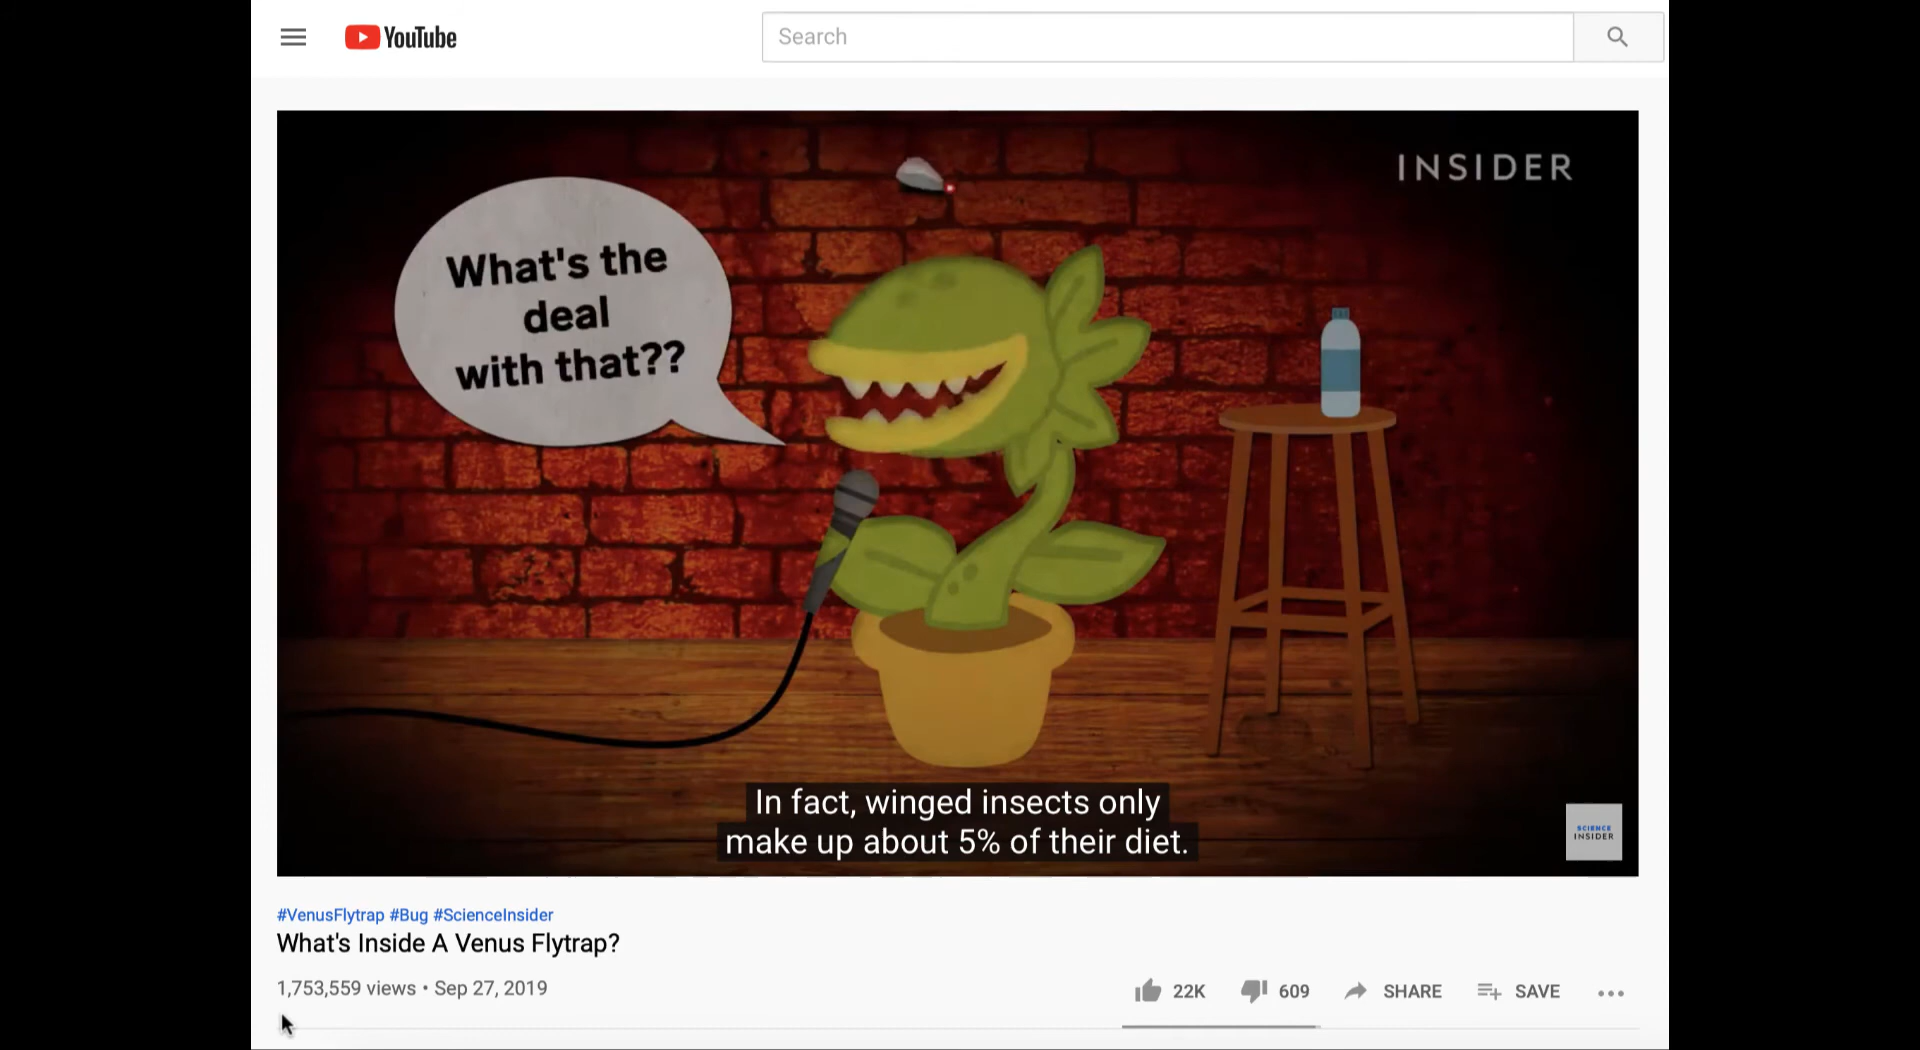 YouTube
Search
INSIDER
What's the
deal
with that??
In fact, winged insects only
make up about 5% of their diet.
SCIENCE
INSIDER
#VenusFlytrap #Bug #ScienceInsider
What's Inside A Venus Flytrap?
1,753,559 views • Sep 27, 2019
22K 609 SHARE SAVE